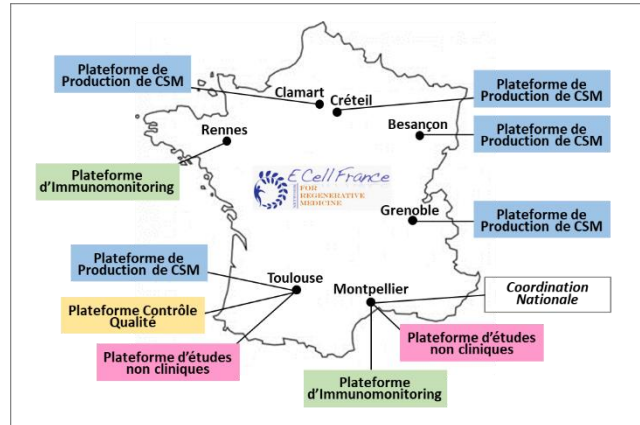 Plateforme de
Production de CSM
Clamart
Créteil
Plateforme de
Production de CSM
Rennes
Besançon
Plateforme de
Production de CSM
Plateforme
d'Immunomonitoring
E Cell France
FOR
REGENERATIVE
MEDICINE
Grenoble
Plateforme de
Production de CSM
Plateforme de
Production de CSM
Toulouse
Montpellier
Coordination
Nationale
Plateforme Contrôle
Qualité
Plateforme d'études
non cliniques
Plateforme d'études
non cliniques
Plateforme
d'Immunomonitoring